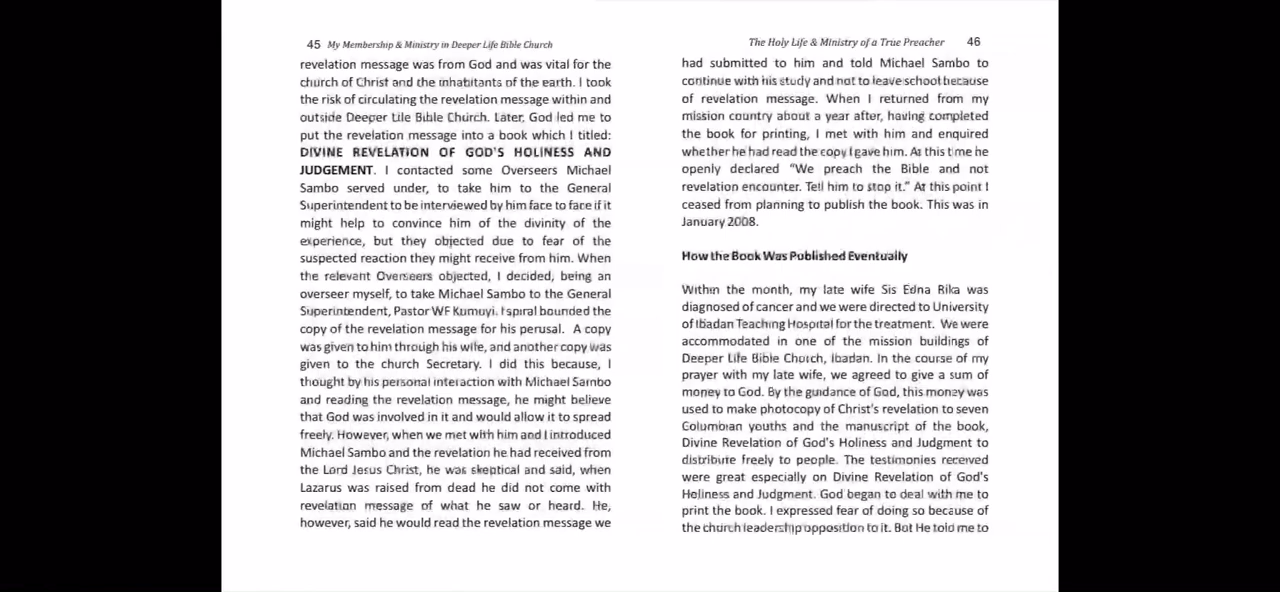 45 My Membership & Ministry in Deeper Life Bible Church
revelation message was from God and was vital for the
church of Christ and the inhabitants of the earth. I took
the risk of circulating the revelation message within and
outside Deeper Life Bible Church. Later, God led me to
put the revelation message into a book which I titled:
DIVINE REVELATION OF GOD'S HOLINESS AND
JUDGEMENT. I contacted some Overseers Michael
Sambo served under, to take him to the General
Superintendent to be interviewed by him face to face if it
might help to convince him of the divinity of the
experience, but they objected due to fear of the
suspected reaction they might receive from him. When
the relevant Overseers objected, I decided, being an
overseer myself, to take Michael Sambo to the General
Superintendent, Pastor WF Kumuyi. I spiral bounded the
copy of the revelation message for his perusal. A copy
was given to him through his wife, and another copy was
given to the church Secretary. I did this because, I
thought by his personal interaction with Michael Sambo
and reading the revelation message, he might believe
that God was involved in it and would allow it to spread
freely. However, when we met with him and I introduced
Michael Sambo and the revelation he had received from
the Lord Jesus Christ, he was skeptical and said, when
Lazarus was raised from dead he did not come with
revelation message of what he saw or heard. He,
however, said he would read the revelation message we
The Holy Life & Ministry of a True Preacher 46
had submitted to him and told Michael Sambo to
continue with his study and not to leave school because
of revelation message. When I returned from my
mission country about a year after, having completed
the book for printing, I met with him and enquired
whether he had read the copy I gave him. At this time he
openly declared "We preach the Bible and not
revelation encounter. Tell him to stop it." At this point I
ceased from planning to publish the book. This was in
January 2008.
How the Book Was Published Eventually
Within the month, my late wife Sis Edna Rika was
diagnosed of cancer and we were directed to University
of Ibadan Teaching Hospital for the treatment. We were
accommodated in one of the mission buildings of
Deeper Life Bible Church, Ibadan. In the course of my
prayer with my late wife, we agreed to give a sum of
money to God. By the guidance of God, this money was
used to make photocopy of Christ's revelation to seven
Columbian youths and the manuscript of the book,
Divine Revelation of God's Holiness and Judgment to
distribute freely to people. The testimonies received
were great especially on Divine Revelation of God's
Holiness and Judgment. God began to deal with me to
print the book. I expressed fear of doing so because of
the church leadership opposition to it. But He told me to